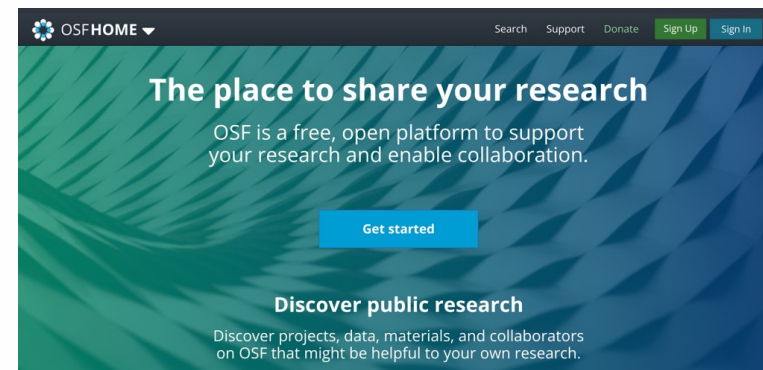 OSFHOME
Search Support Donate Sign Up Sign In
The place to share your research
OSF is a free, open platform to support
your research and enable collaboration.
Get started
Discover public research
Discover projects, data, materials, and collaborators
on OSF that might be helpful to your own research.